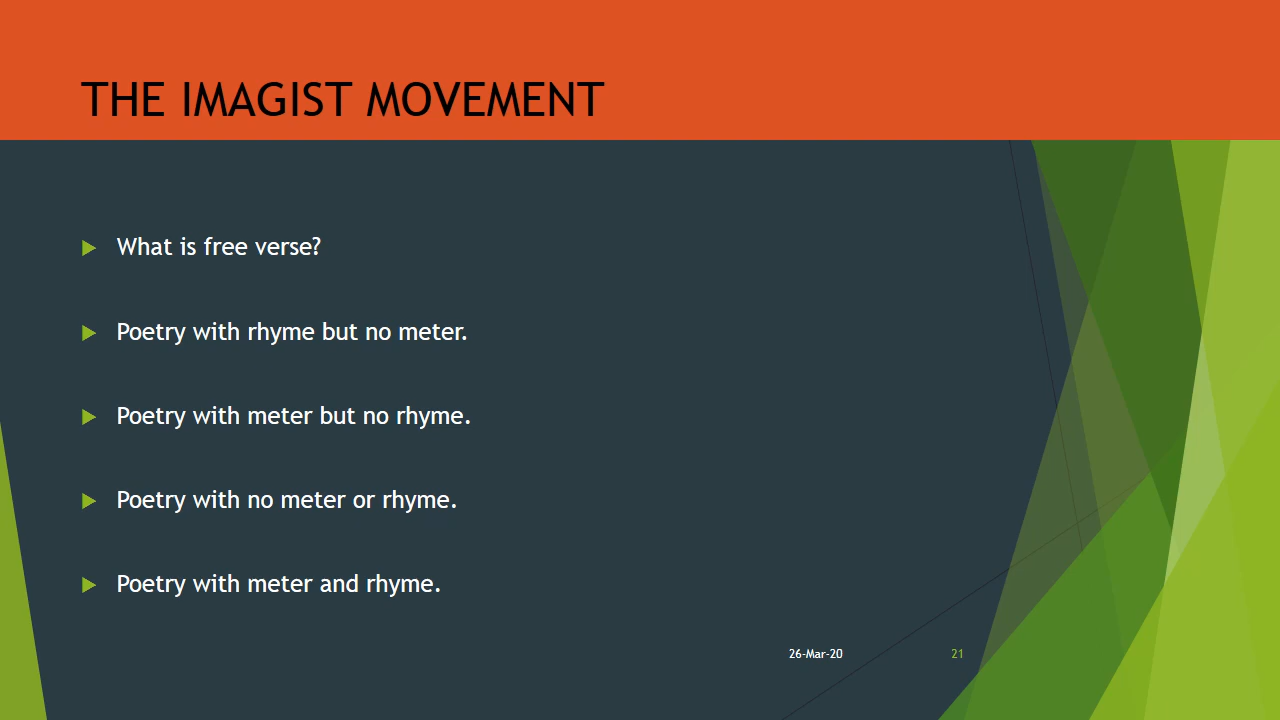 THE IMAGIST MOVEMENT
What is free verse?
Poetry with rhyme but no meter.
Poetry with meter but no rhyme.
Poetry with no meter or rhyme.
Poetry with meter and rhyme.
26-Mar-20
21